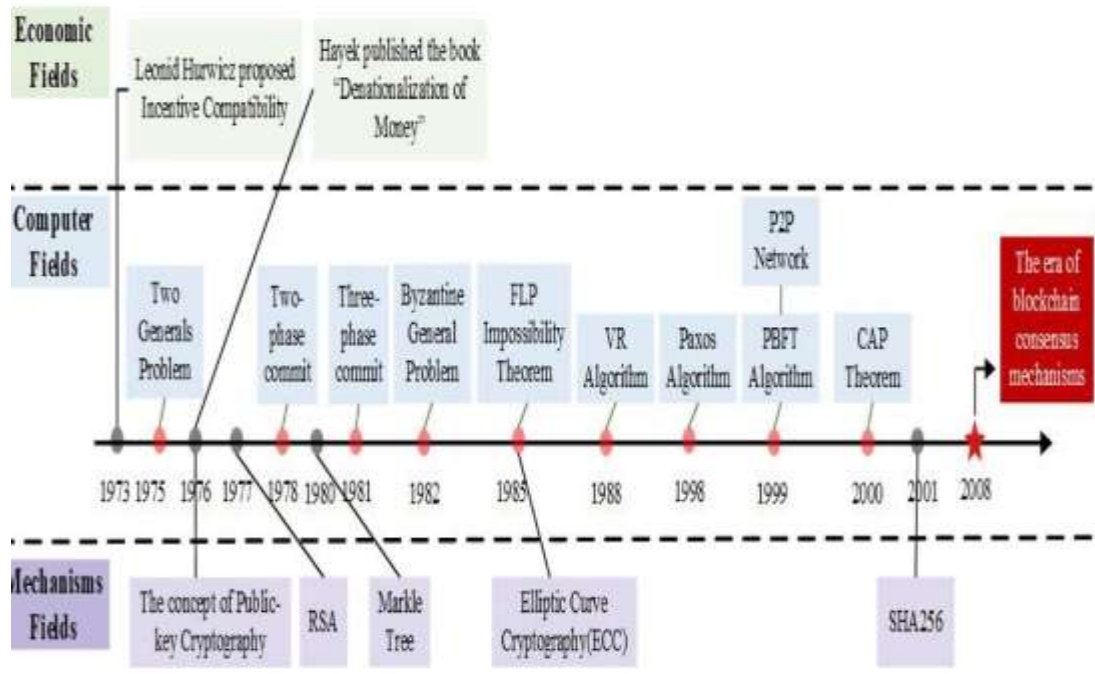 Economic
Fields
Leonid Hurwicz proposed
Incentive Compatibility
Hayek published the book
“Denationalization of
Money”
Computer
Fields
Two
Generals
Problem
Two-
phase
commit
Three-
phase
commit
Byzantine
General
Problem
FLP
Impossibility
Theorem
VR
Algorithm
Paxos
Algorithm
P2P
Network
PBFT
Algorithm
CAP
Theorem
The era of
blockchain
consensus
mechanisms
1973 1975 1976 1977 1978 1980 1981 1982 1985 1988 1998 1999 2000 2001 2008
Mechanisms
Fields
The concept of Public-
key Cryptography
RSA
Markle
Tree
Elliptic Curve
Cryptography(ECC)
SHA256